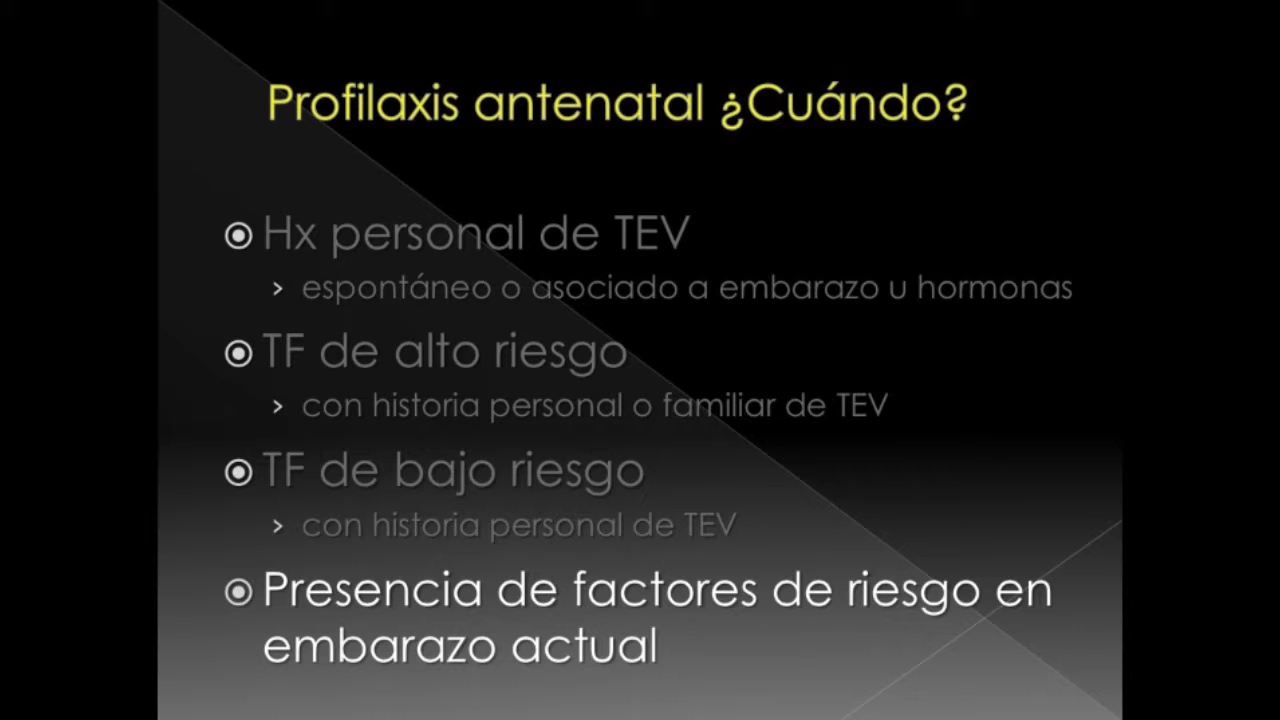 Profilaxis antenatal ¿Cuándo?
Hx personal de TEV
espontáneo o asociado a embarazo u hormonas
TF de alto riesgo
con historia personal o familiar de TEV
TF de bajo riesgo
con historia personal de TEV
Presencia de factores de riesgo en
embarazo actual